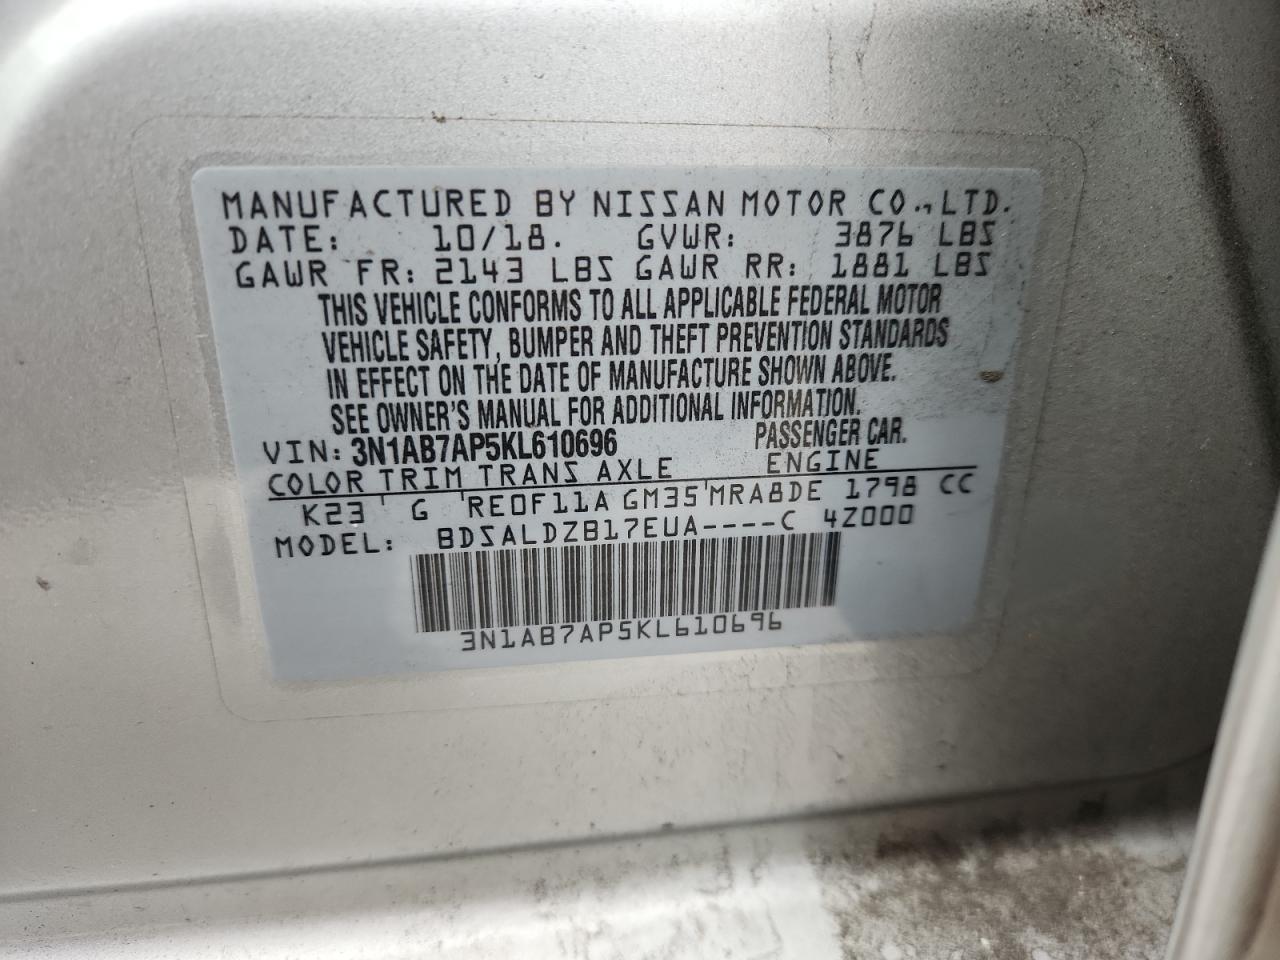 MANUFACTURED BY NISSAN MOTOR CO., LTD.
DATE: 10/18. GVWR: 3876 LBS
GAWR FR: 2143 LBS GAWR RR: 1881 LBS
THIS VEHICLE CONFORMS TO ALL APPLICABLE FEDERAL MOTOR
VEHICLE SAFETY, BUMPER AND THEFT PREVENTION STANDARDS
IN EFFECT ON THE DATE OF MANUFACTURE SHOWN ABOVE.
SEE OWNER'S MANUAL FOR ADDITIONAL INFORMATION.
VIN: 3N1AB7AP5KL610696 PASSENGER CAR.
COLOR TRIM TRANS AXLE ENGINE
K23 G RE0F11A GM35 MRA8DE 1798 CC
MODEL: BDSALDZB17EUA----C 4Z000
3N1AB7AP5KL610696